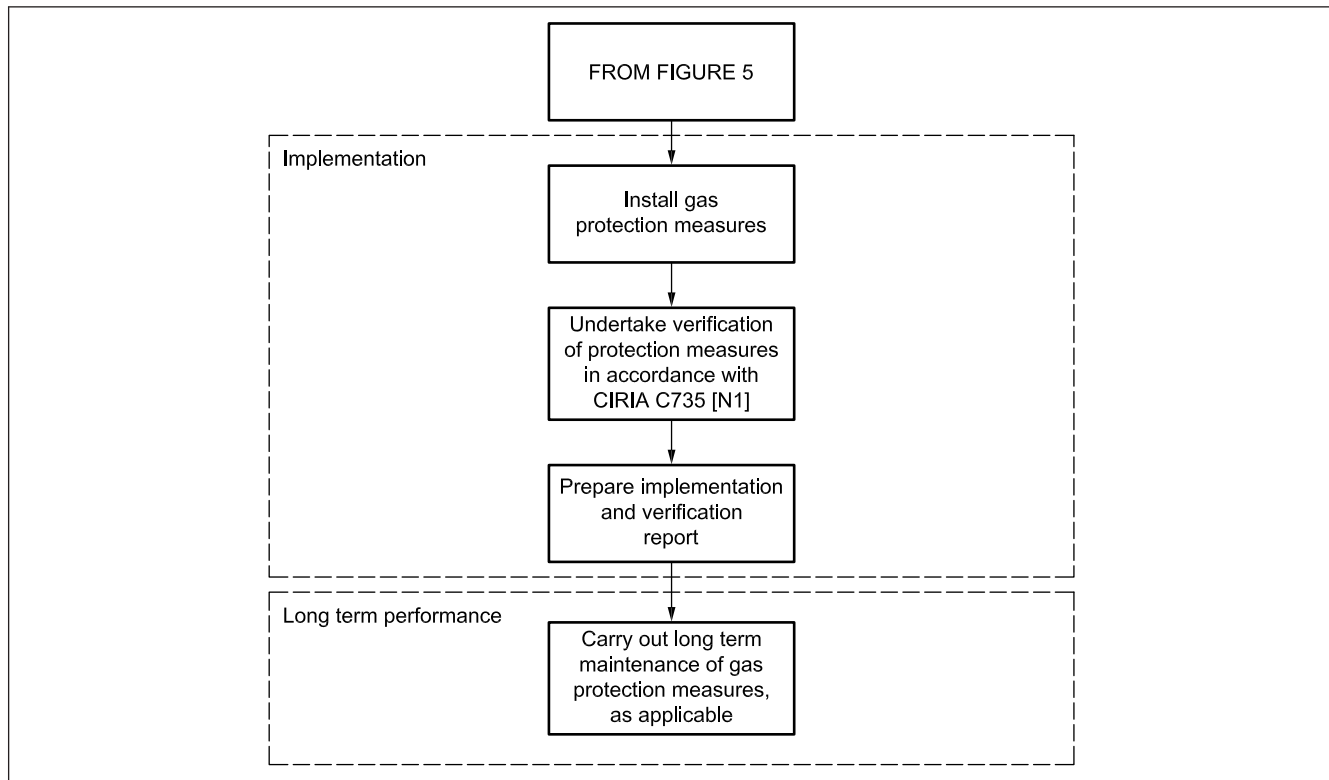 FROM FIGURE 5
Implementation
Install gas
protection measures
Undertake verification
of protection measures
in accordance with
CIRIA C735 [N1]
Prepare implementation
and verification
report
Long term performance
Carry out long term
maintenance of gas
protection measures,
as applicable